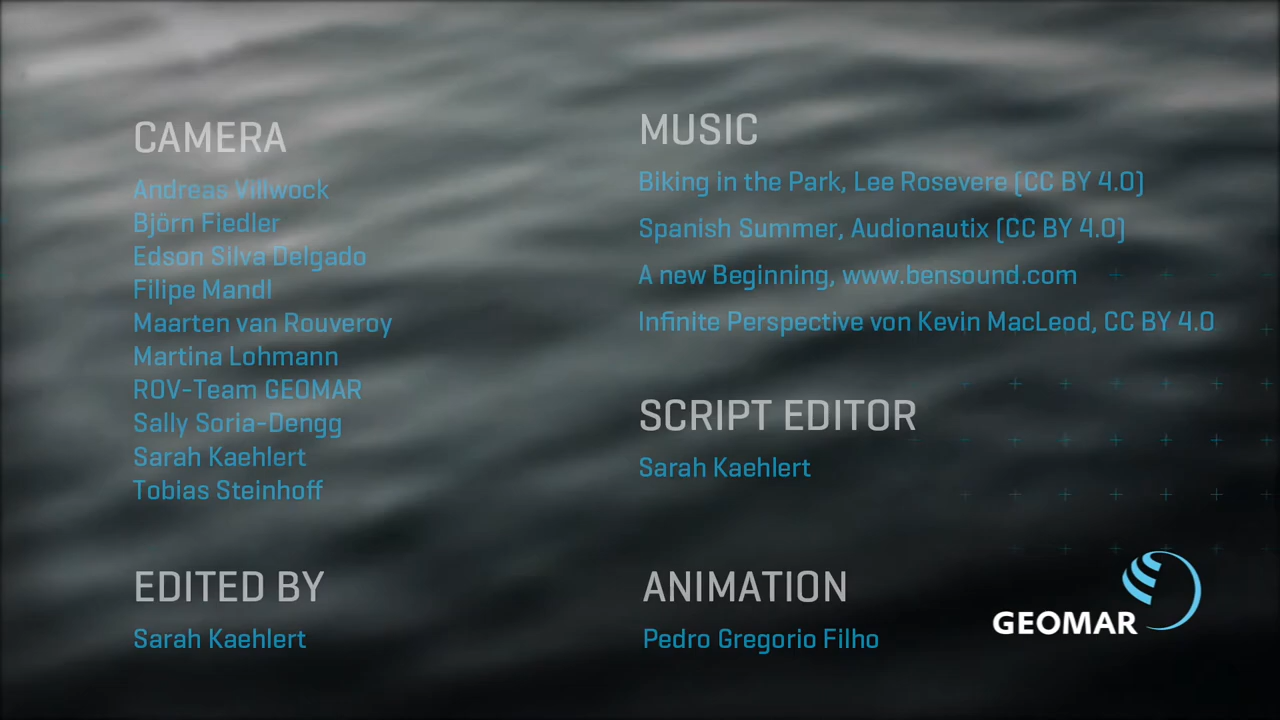 CAMERA
Andreas Villwock
Björn Fiedler
Edson Silva Delgado
Filipe Mandl
Maarten van Rouveroy
Martina Lohmann
ROV-Team GEOMAR
Sally Soria-Dengg
Sarah Kaehlert
Tobias Steinhoff
EDITED BY
Sarah Kaehlert
MUSIC
Biking in the Park, Lee Rosevere (CC BY 4.0)
Spanish Summer, Audionautix (CC BY 4.0)
A new Beginning, www.bensound.com
Infinite Perspective von Kevin MacLeod, CC BY 4.0
SCRIPT EDITOR
Sarah Kaehlert
ANIMATION
Pedro Gregorio Filho
GEOMAR